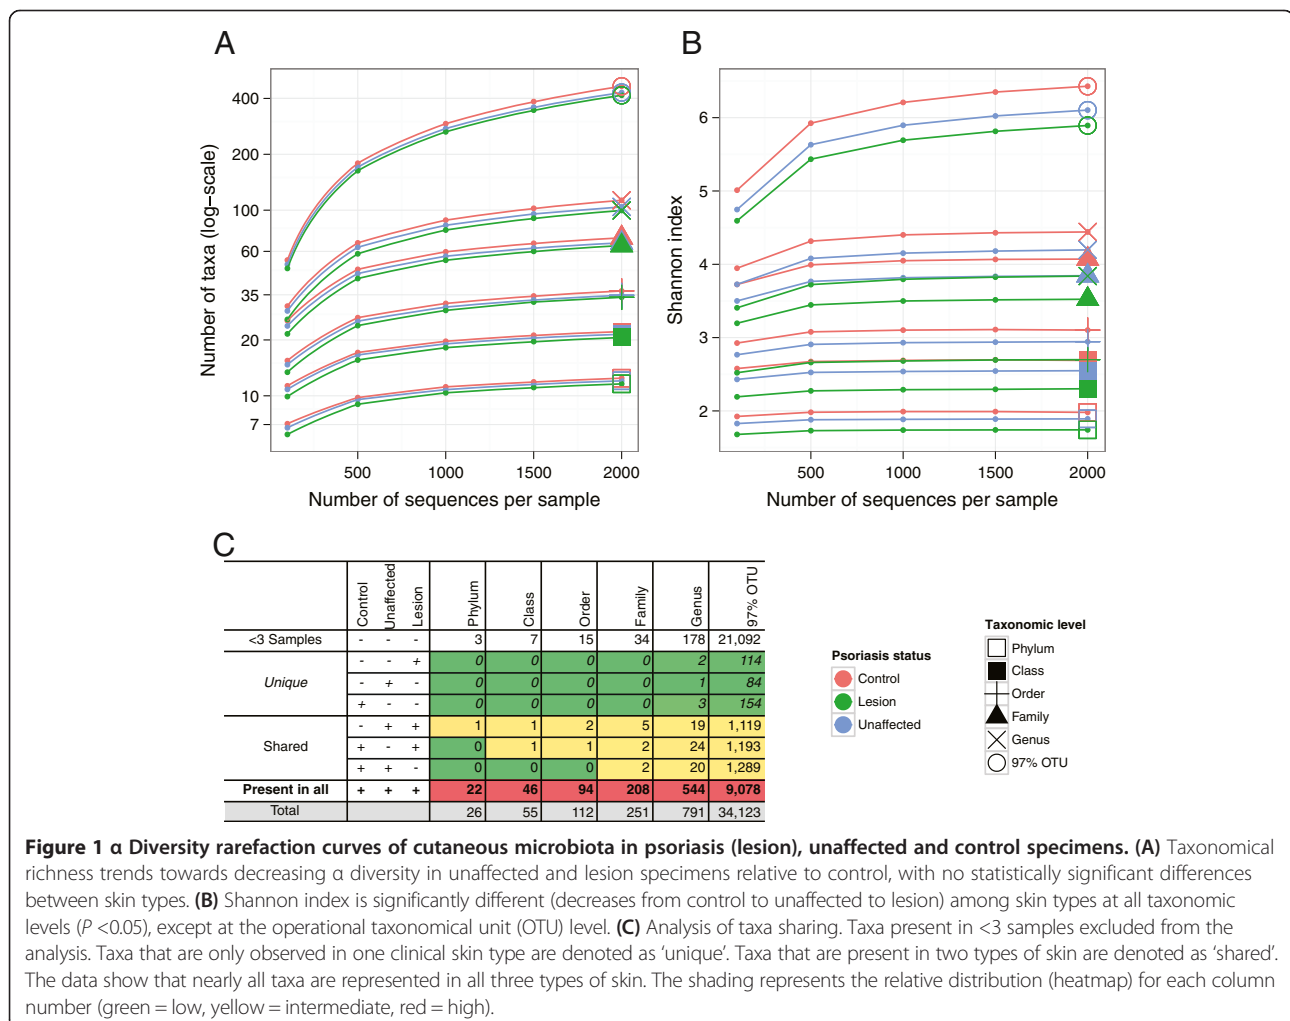 A
B
400
200
100
60
35
20
10
7
Number of taxa (log−scale)
500
1000
1500
2000
Number of sequences per sample
6
5
4
3
2
Shannon index
500
1000
1500
2000
Number of sequences per sample
C
Control Unaffected Lesion Phylum Class Order Family Genus 97% OTU
<3 Samples - - - 3 7 15 34 178 21,092
- - + 0 0 0 0 2 114
Unique - + - 0 0 0 0 1 84
+ - - 0 0 0 0 3 154
- + + 1 1 2 5 19 1,119
Shared + - + 0 1 1 2 24 1,193
+ + - 0 0 0 2 20 1,289
Present in all + + + 22 46 94 208 544 9,078
Total 26 55 112 251 791 34,123
Psoriasis status
Control
Lesion
Unaffected
Taxonomic level
Phylum
Class
Order
Family
Genus
97% OTU
Figure 1 α Diversity rarefaction curves of cutaneous microbiota in psoriasis (lesion), unaffected and control specimens. (A) Taxonomical
richness trends towards decreasing α diversity in unaffected and lesion specimens relative to control, with no statistically significant differences
between skin types. (B) Shannon index is significantly different (decreases from control to unaffected to lesion) among skin types at all taxonomic
levels (P <0.05), except at the operational taxonomical unit (OTU) level. (C) Analysis of taxa sharing. Taxa present in <3 samples excluded from the
analysis. Taxa that are only observed in one clinical skin type are denoted as ‘unique’. Taxa that are present in two types of skin are denoted as ‘shared’.
The data show that nearly all taxa are represented in all three types of skin. The shading represents the relative distribution (heatmap) for each column
number (green = low, yellow = intermediate, red = high).